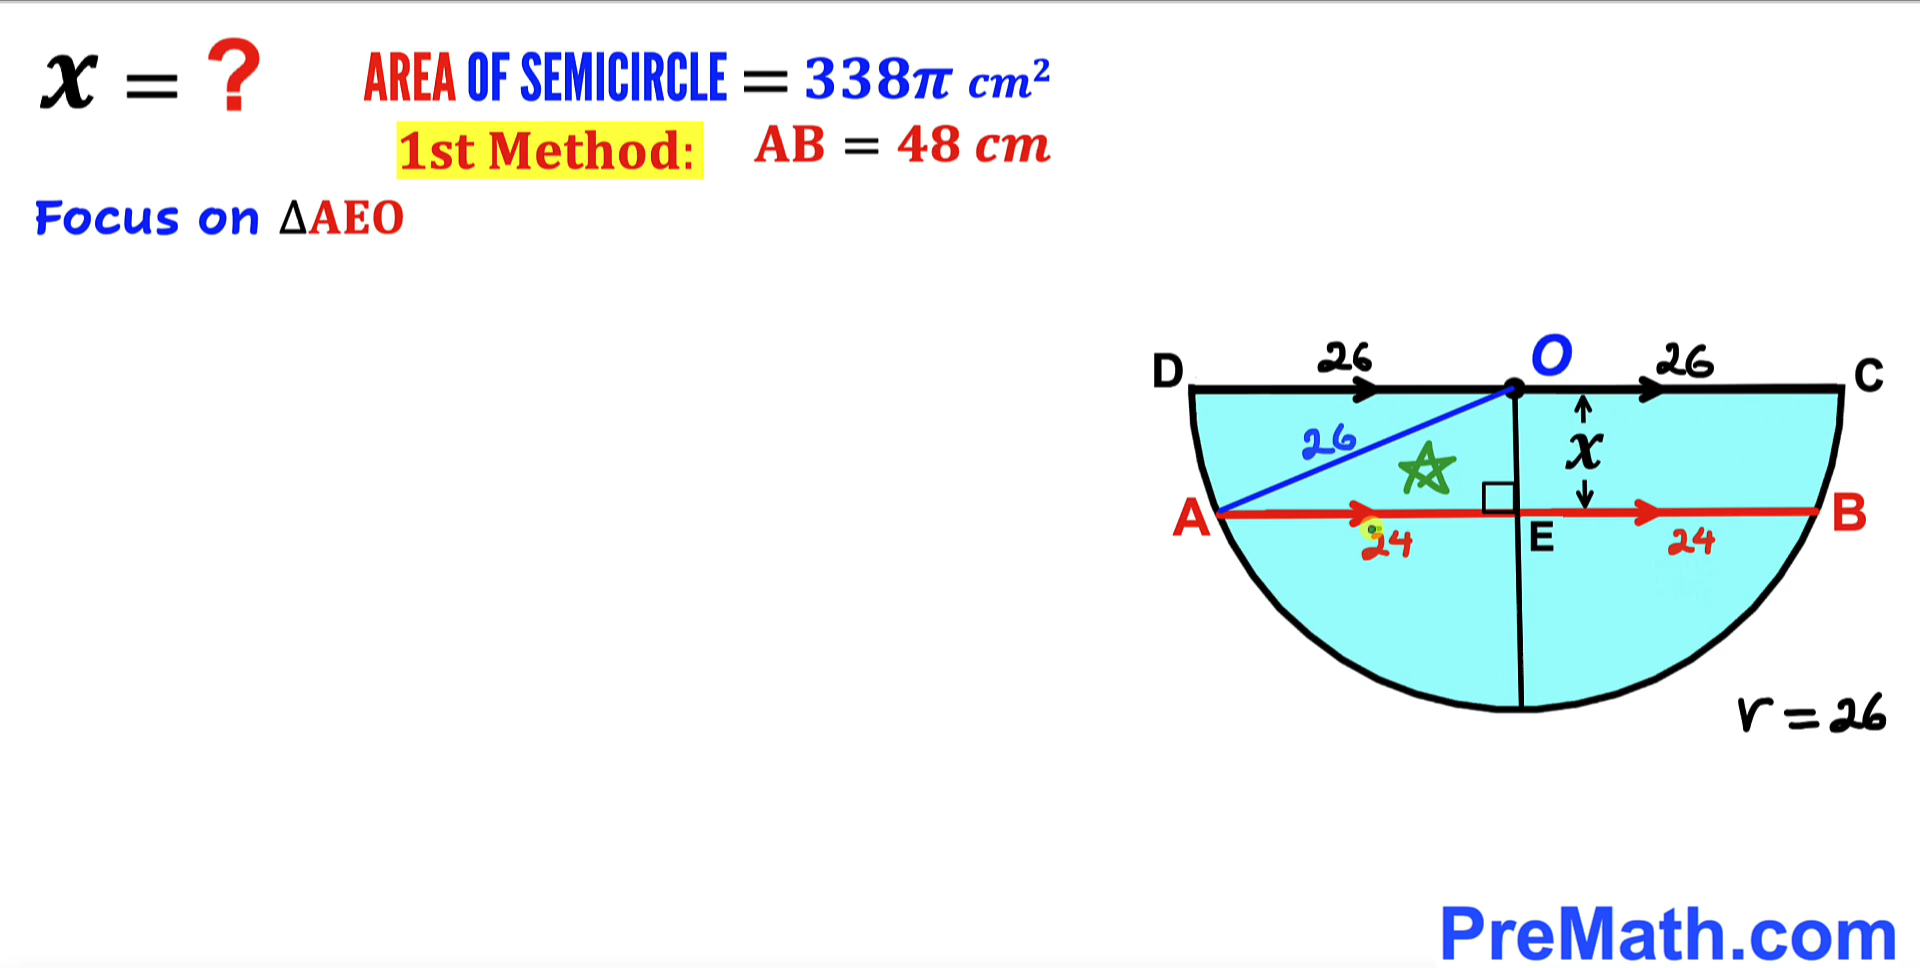 x = ?
AREA OF SEMICIRCLE = 338π cm²
1st Method:
AB = 48 cm
Focus on ΔAEO
D
26
O
26
C
26
x
A
B
24
E
24
r = 26
PreMath.com